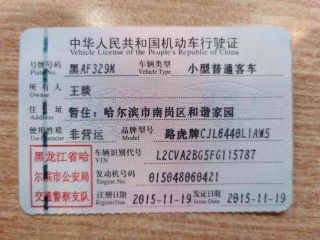 中华人民共和国机动车行驶证
Vehicle License of the People's Republic of China
号牌号码 黑AF329M 车辆类型 小型普通客车
Plate No. Vehicle Type
所有人 王燚
Owner
住址 暂住：哈尔滨市南岗区和谐家园
Address
使用性质 非营运 品牌型号 路虎牌CJL6440L1AW5
Use Character Model
黑龙江省哈尔滨市公安局交通警察支队
车辆识别代号 L2CVA2BG5FG115787
VIN
发动机号码 015048060421
Engine No.
注册日期 2015-11-19 发证日期 2015-11-19
Register Date Issue Date